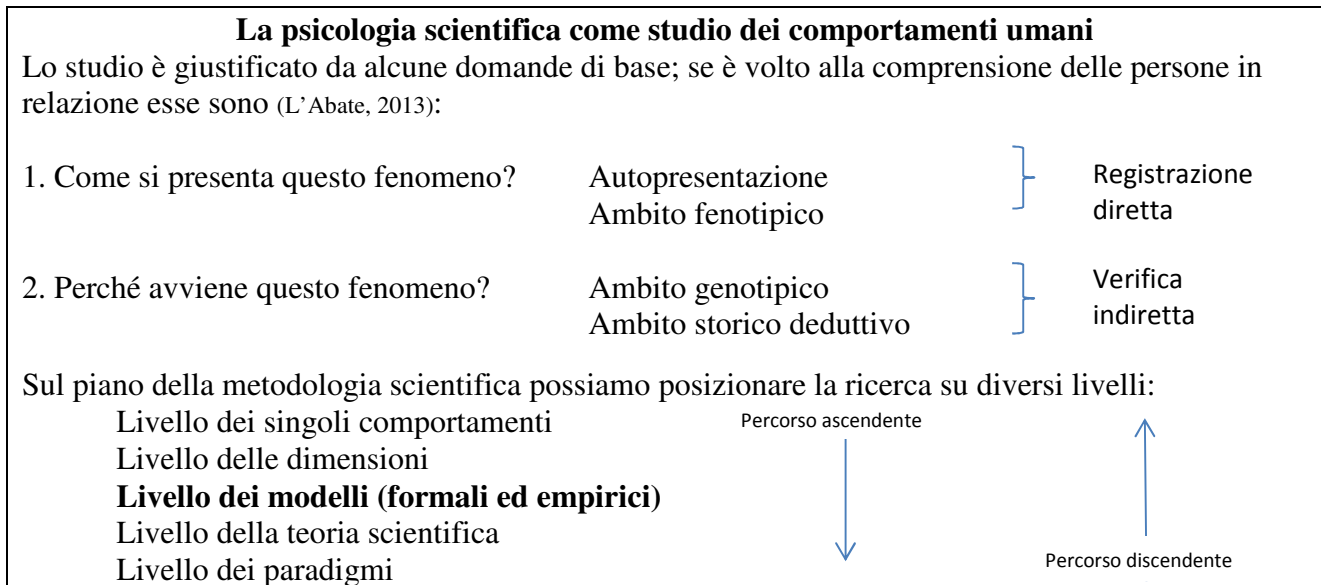 La psicologia scientifica come studio dei comportamenti umani
Lo studio è giustificato da alcune domande di base; se è volto alla comprensione delle persone in
relazione esse sono (L'Abate, 2013):
1. Come si presenta questo fenomeno? Autopresentazione
Ambito fenotipico
Registrazione
diretta
2. Perché avviene questo fenomeno? Ambito genotipico
Ambito storico deduttivo
Verifica
indiretta
Sul piano della metodologia scientifica possiamo posizionare la ricerca su diversi livelli:
Livello dei singoli comportamenti
Livello delle dimensioni
Livello dei modelli (formali ed empirici)
Livello della teoria scientifica
Livello dei paradigmi
Percorso ascendente
Percorso discendente